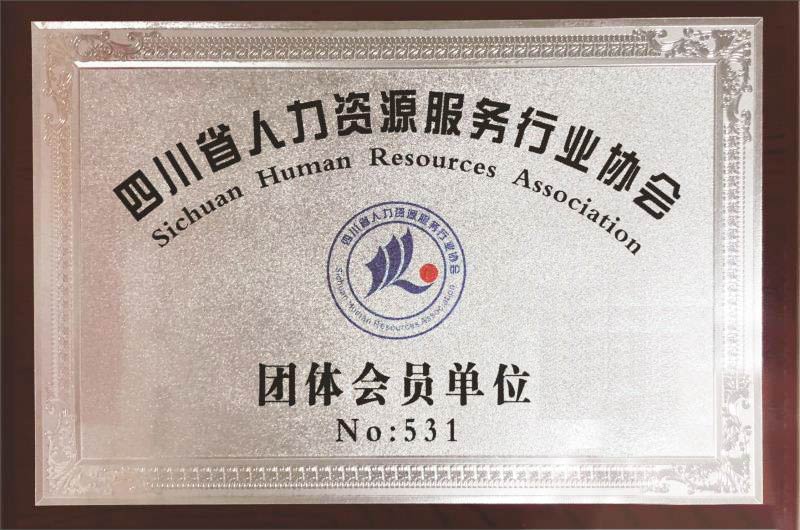 四川省人力资源服务行业协会
Sichuan Human Resources Association
四川省人力资源服务行业协会
Sichuan Human Resources Association
团体会员单位
No:531